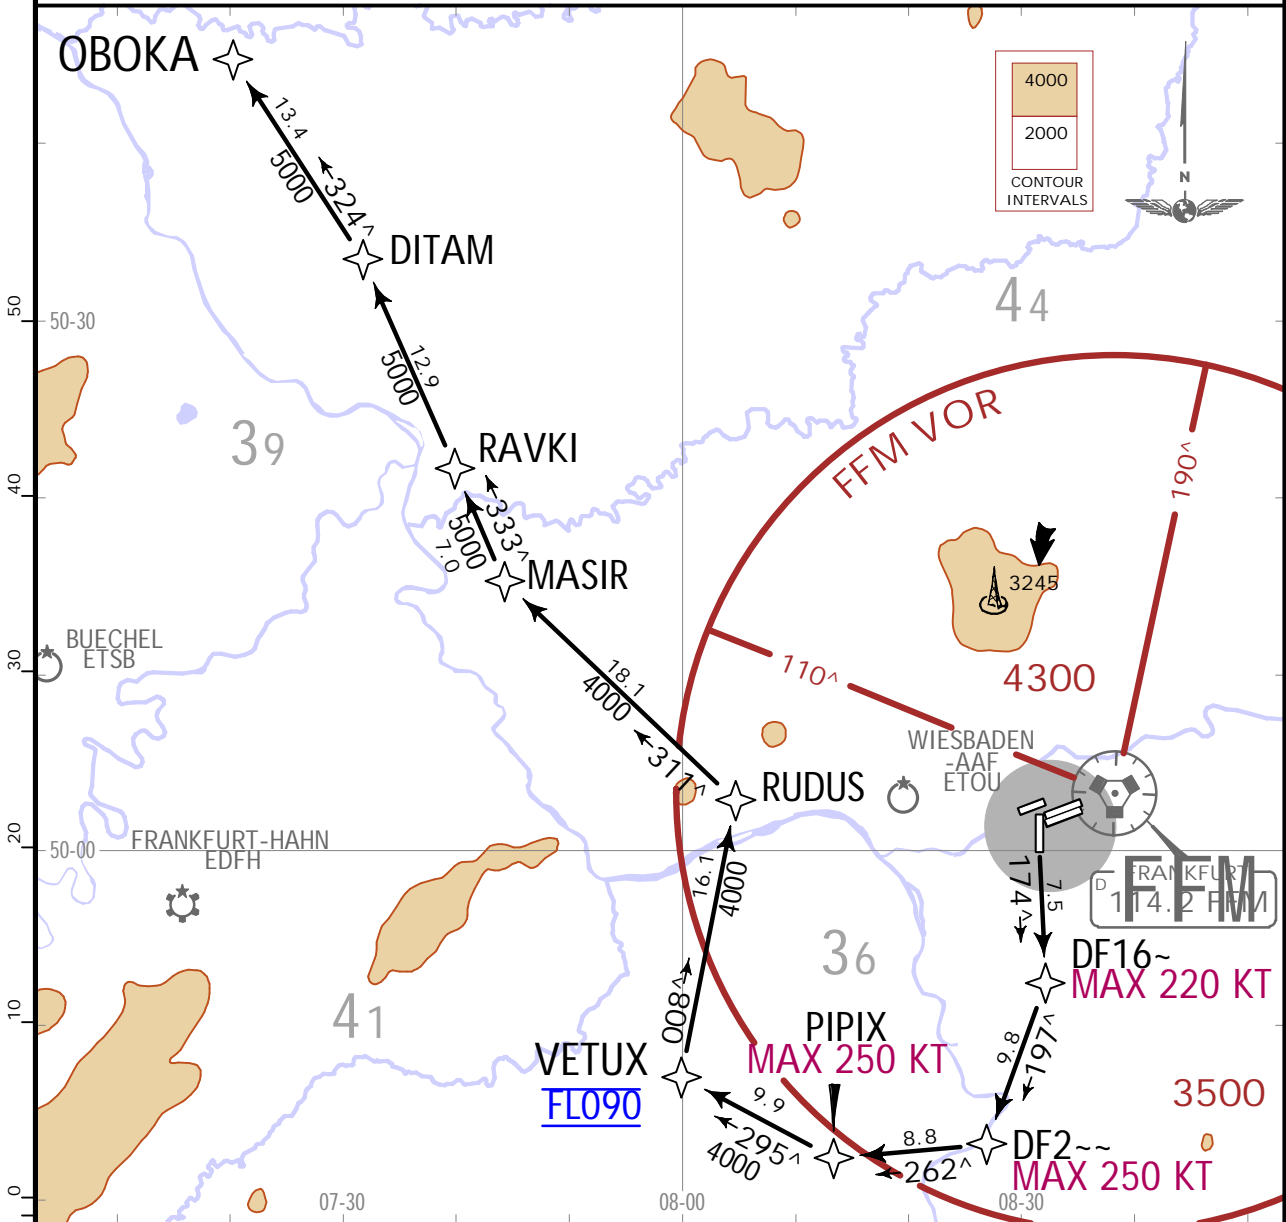 OBOKA
4000
2000
CONTOUR
INTERVALS
N
13.4
5000
324^
DITAM
44
50
50-30
12.9
5000
FFM VOR
39
RAVKI
190^
40
333^
5000
7.0
MASIR
3245
BUECHEL
ETSB
30
110^
4300
18.1
4000
311^
WIESBADEN
-AAF
ETOU
RUDUS
20
50-00
FRANKFURT-HAHN
EDFH
16.1
4000
174^
7.5
D
FRANKFURT
114.2 FFM
FFM
36
DF16~
MAX 220 KT
41
10
008^
PIPIX
MAX 250 KT
9.8
197^
VETUX
FL090
9.9
295^
4000
8.8
262^
3500
DF2~~
MAX 250 KT
0
07-30
08-00
08-30